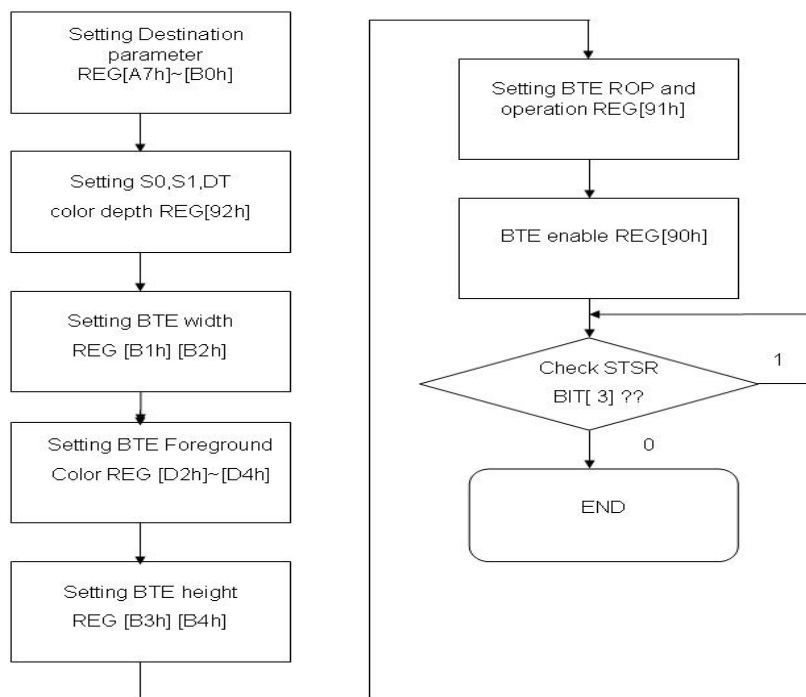 Setting Destination
parameter
REG[A7h]~[B0h]
Setting S0,S1,DT
color depth REG[92h]
Setting BTE width
REG [B1h] [B2h]
Setting BTE Foreground
Color REG [D2h]~[D4h]
Setting BTE height
REG [B3h] [B4h]
Setting BTE ROP and
operation REG[91h]
BTE enable REG[90h]
Check STSR
BIT[ 3] ??
1
0
END